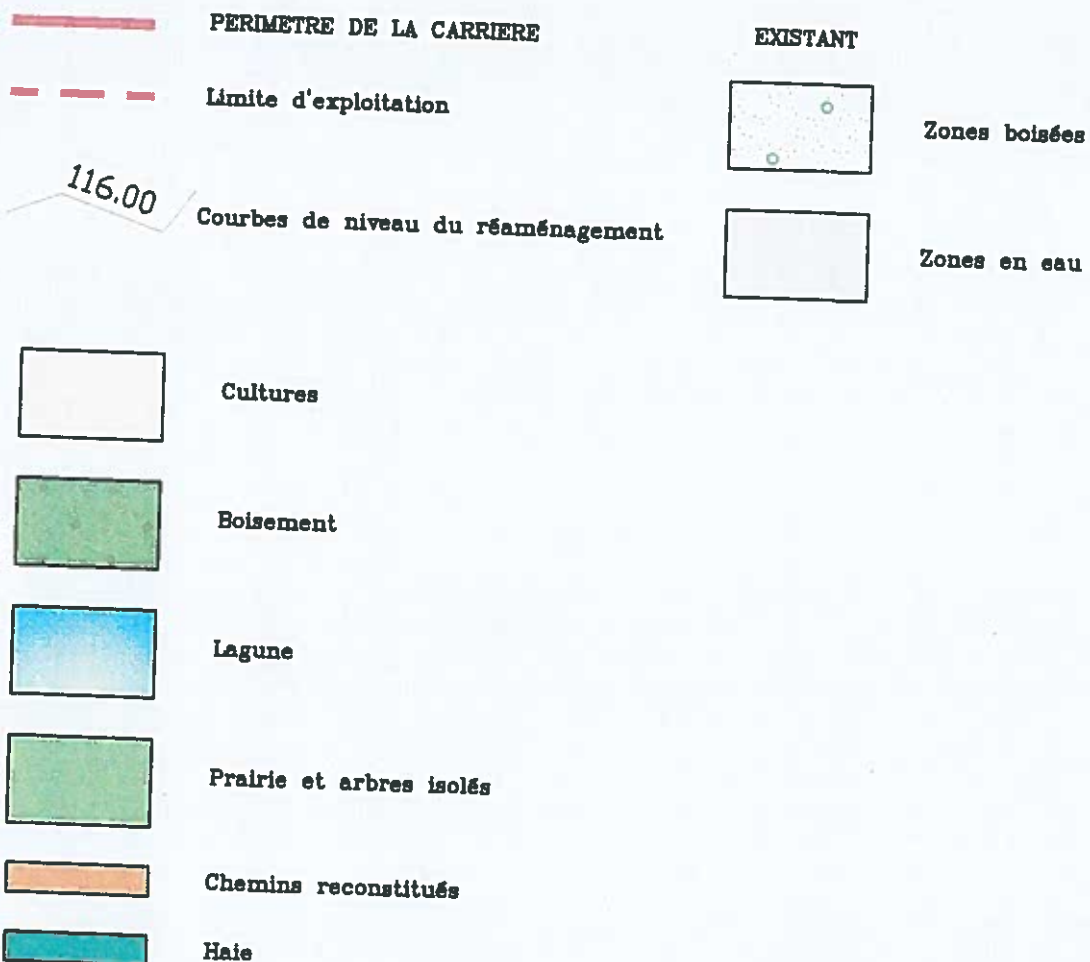 PERIMETRE DE LA CARRIERE
Limite d'exploitation
116.00
Courbes de niveau du réaménagement
EXISTANT
Zones boisées
Zones en eau
Cultures
Boisement
Lagune
Prairie et arbres isolés
Chemins reconstitués
Haie